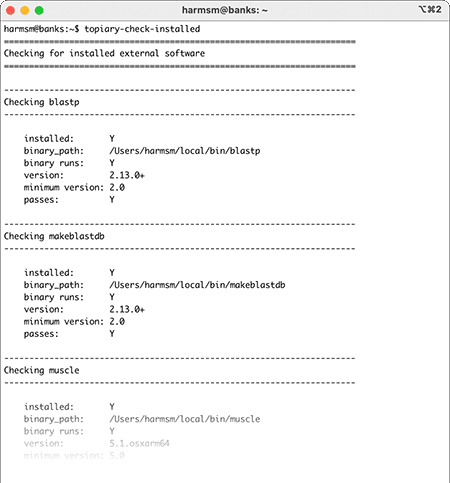 harmsm@banks: ~
⌥⌘2
harmsm@banks:~$ topiary-check-installed
========================================================================
Checking for installed external software
========================================================================
------------------------------------------------------------------------
Checking blastp
------------------------------------------------------------------------
installed: Y
binary_path: /Users/harmsm/local/bin/blastp
binary runs: Y
version: 2.13.0+
minimum version: 2.0
passes: Y
------------------------------------------------------------------------
Checking makeblastdb
------------------------------------------------------------------------
installed: Y
binary_path: /Users/harmsm/local/bin/makeblastdb
binary runs: Y
version: 2.13.0+
minimum version: 2.0
passes: Y
------------------------------------------------------------------------
Checking muscle
------------------------------------------------------------------------
installed: Y
binary_path: /Users/harmsm/local/bin/muscle
binary runs: Y
version: 5.1.osxarm64
minimum version: 5.0